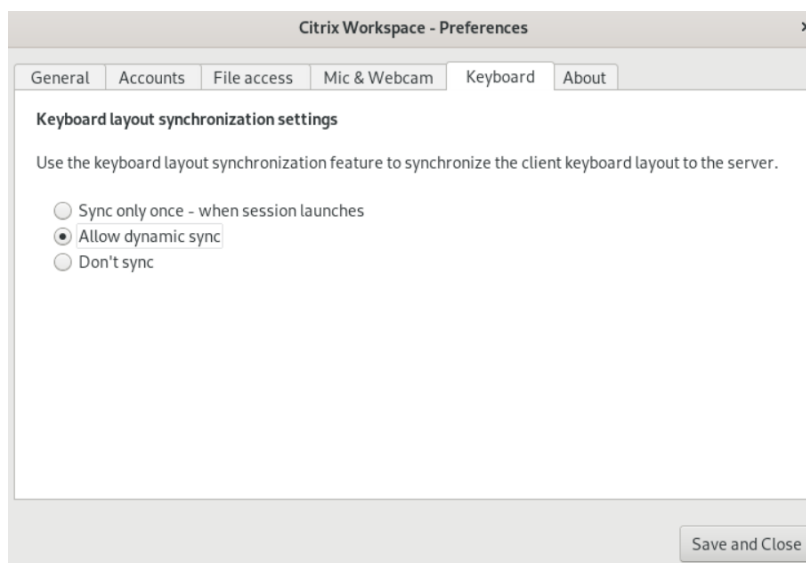 Citrix Workspace - Preferences
General Accounts File access Mic & Webcam Keyboard About
Keyboard layout synchronization settings
Use the keyboard layout synchronization feature to synchronize the client keyboard layout to the server.
Sync only once - when session launches
Allow dynamic sync
Don't sync
Save and Close